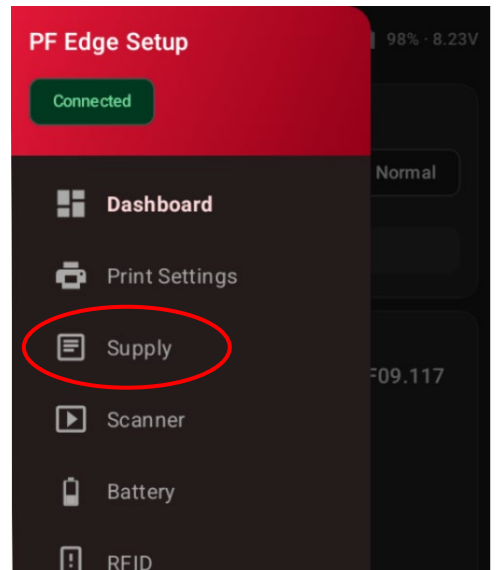 PF Edge Setup
98% · 8.23V
Connected
Normal
Dashboard
Print Settings
Supply
F09.117
Scanner
Battery
RFID